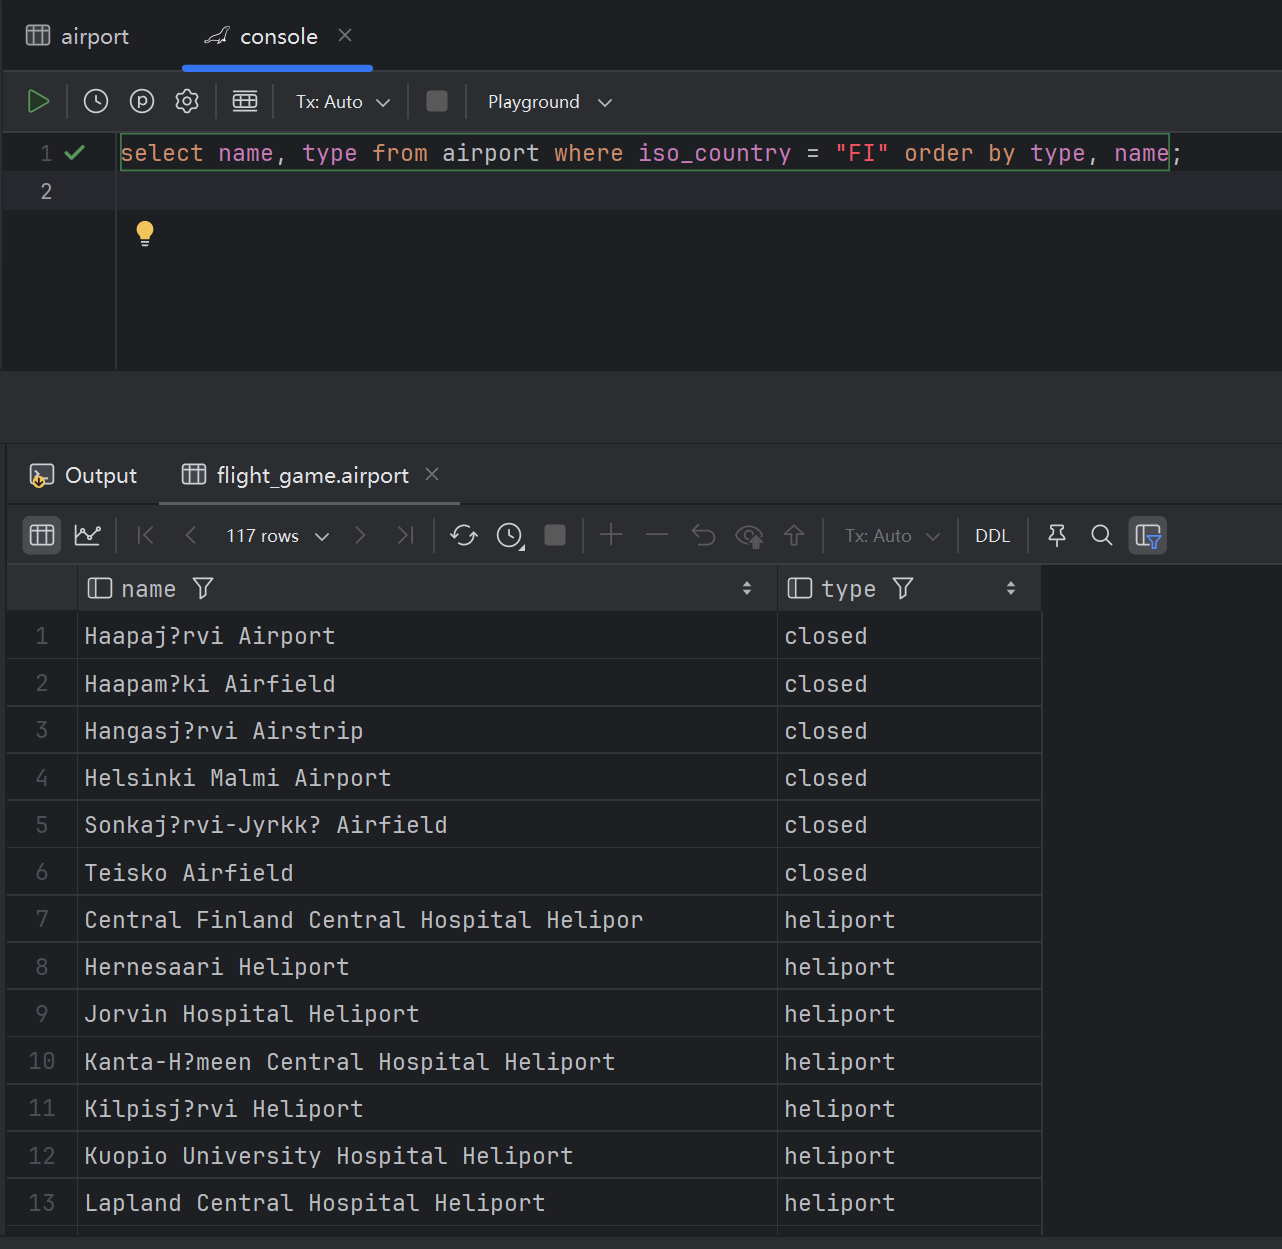 airport console
Tx: Auto Playground
1 select name, type from airport where iso_country = "FI" order by type, name;
2
Output flight_game.airport
117 rows Tx: Auto DDL
name type
1 Haapaj?rvi Airport closed
2 Haapam?ki Airfield closed
3 Hangasj?rvi Airstrip closed
4 Helsinki Malmi Airport closed
5 Sonkaj?rvi-Jyrkk? Airfield closed
6 Teisko Airfield closed
7 Central Finland Central Hospital Helipor heliport
8 Hernesaari Heliport heliport
9 Jorvin Hospital Heliport heliport
10 Kanta-H?meen Central Hospital Heliport heliport
11 Kilpisj?rvi Heliport heliport
12 Kuopio University Hospital Heliport heliport
13 Lapland Central Hospital Heliport heliport